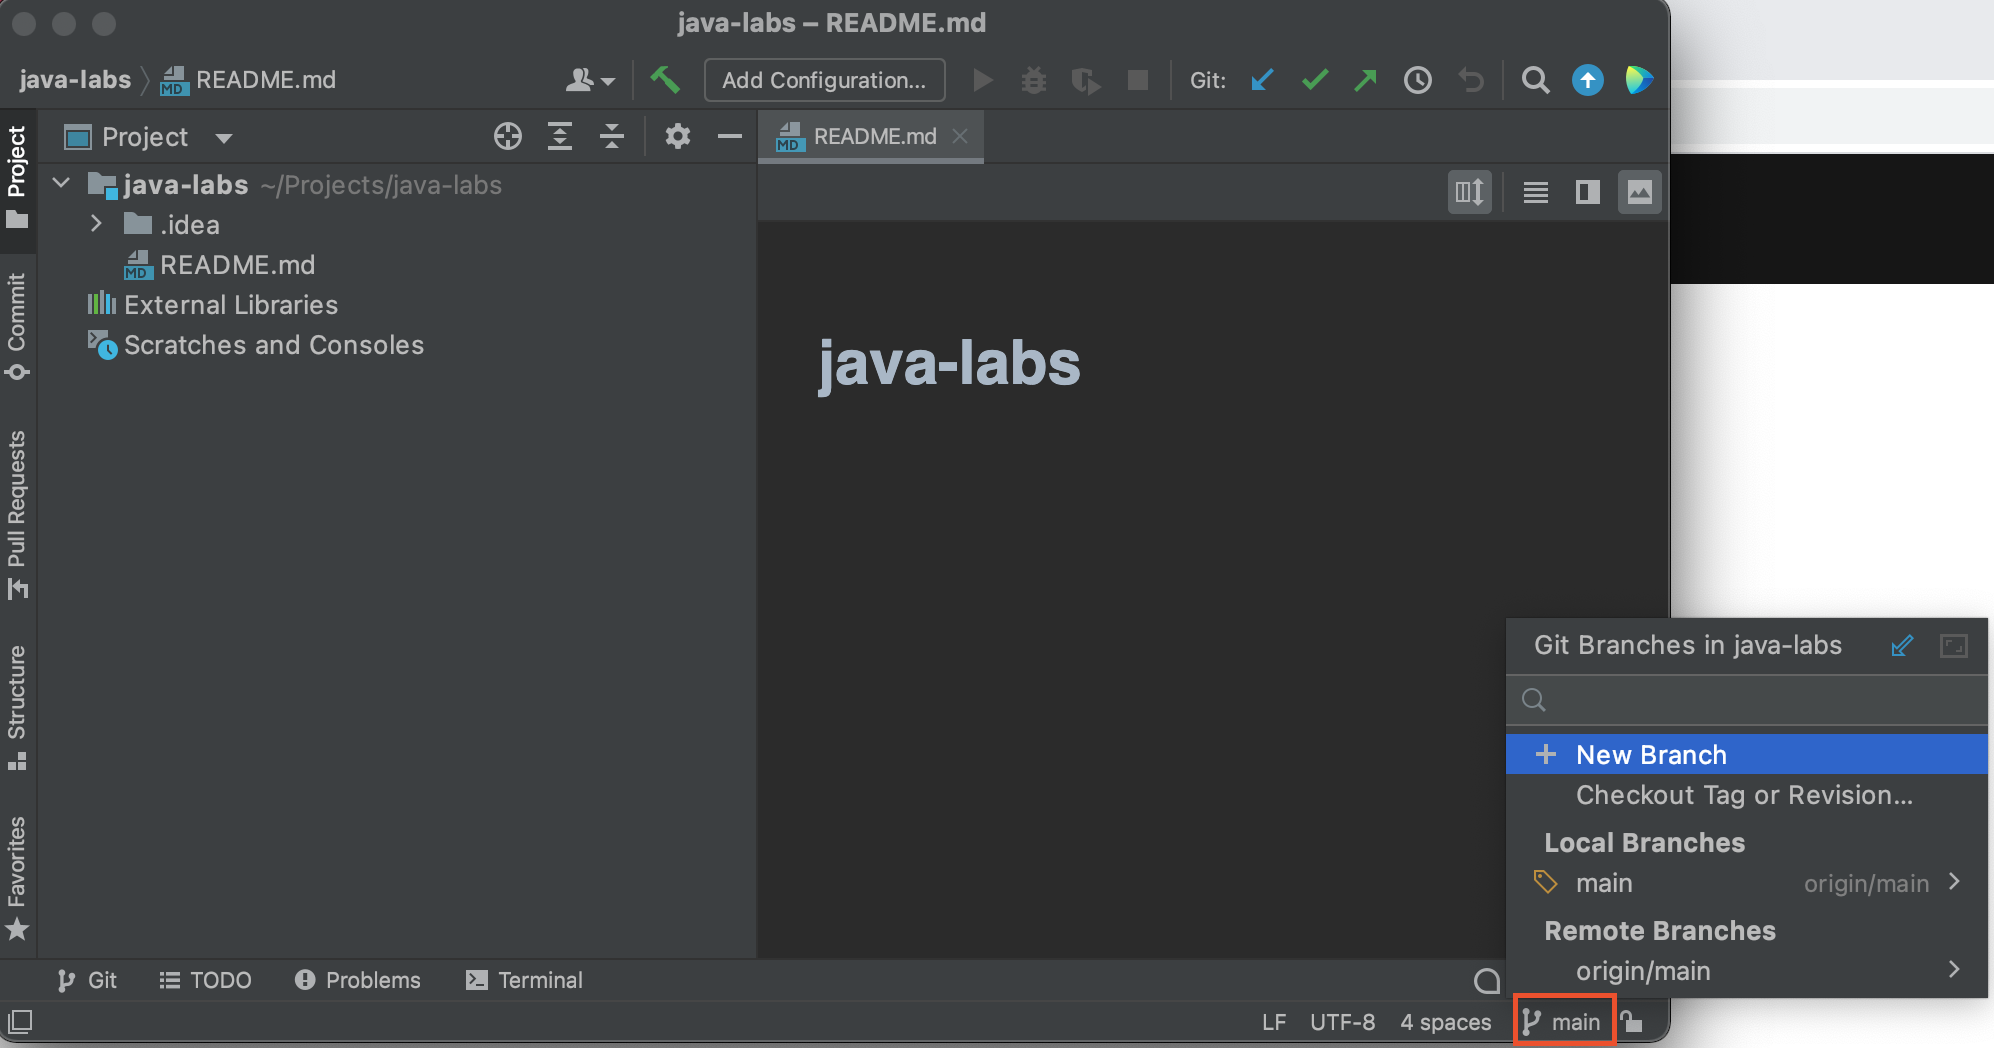 java-labs – README.md
java-labs README.md
Add Configuration...
Git:
Project
README.md
java-labs ~/Projects/java-labs
.idea
README.md
External Libraries
Scratches and Consoles
Project
Commit
Pull Requests
Structure
Favorites
java-labs
Git Branches in java-labs
New Branch
Checkout Tag or Revision...
Local Branches
main origin/main
Remote Branches
origin/main
Git TODO Problems Terminal
LF UTF-8 4 spaces main